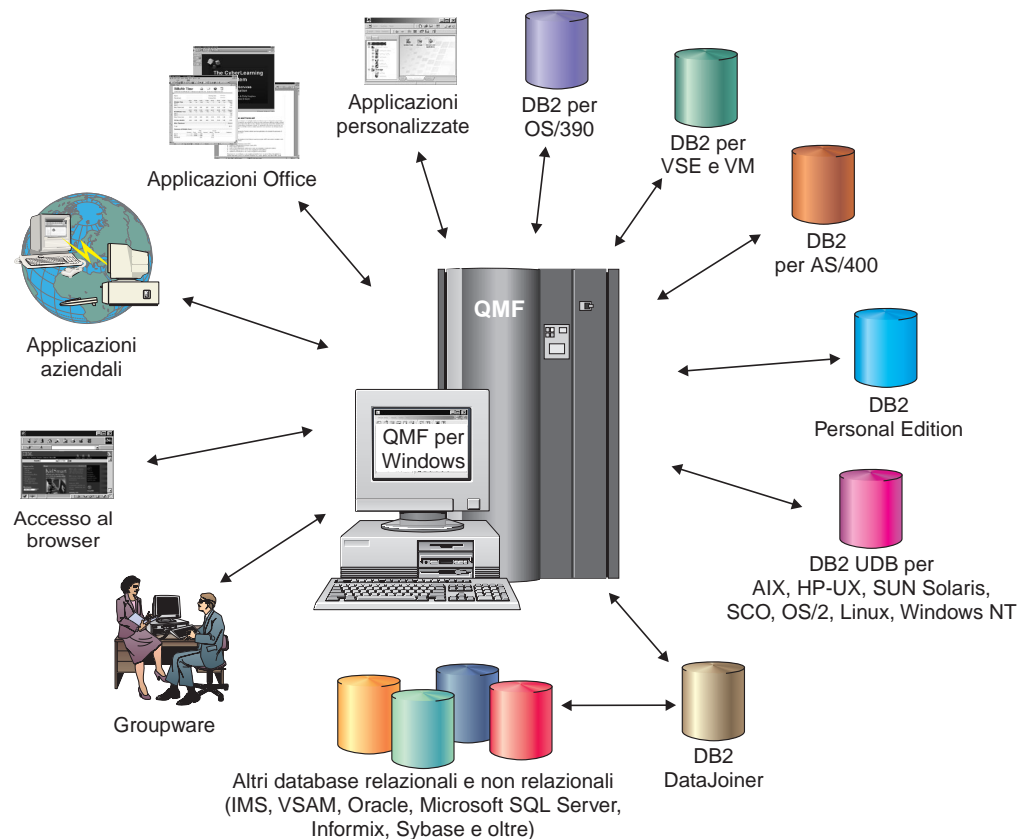 The CyberLearning
Applicazioni Office
Applicazioni
personalizzate
DB2 per
OS/390
DB2 per
VSE e VM
DB2
per AS/400
Applicazioni
aziendali
QMF
QMF per
Windows
DB2
Personal Edition
Accesso al
browser
DB2 UDB per
AIX, HP-UX, SUN Solaris,
SCO, OS/2, Linux, Windows NT
Groupware
DB2
DataJoiner
Altri database relazionali e non relazionali
(IMS, VSAM, Oracle, Microsoft SQL Server,
Informix, Sybase e oltre)